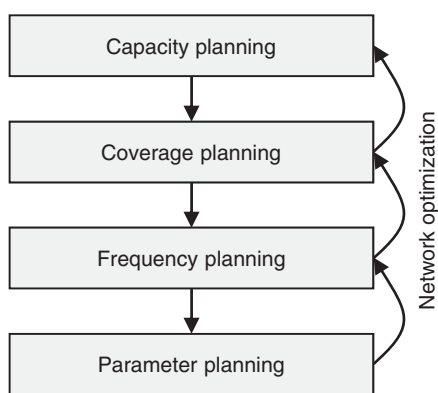 Capacity planning
Coverage planning
Frequency planning
Parameter planning
Network optimization